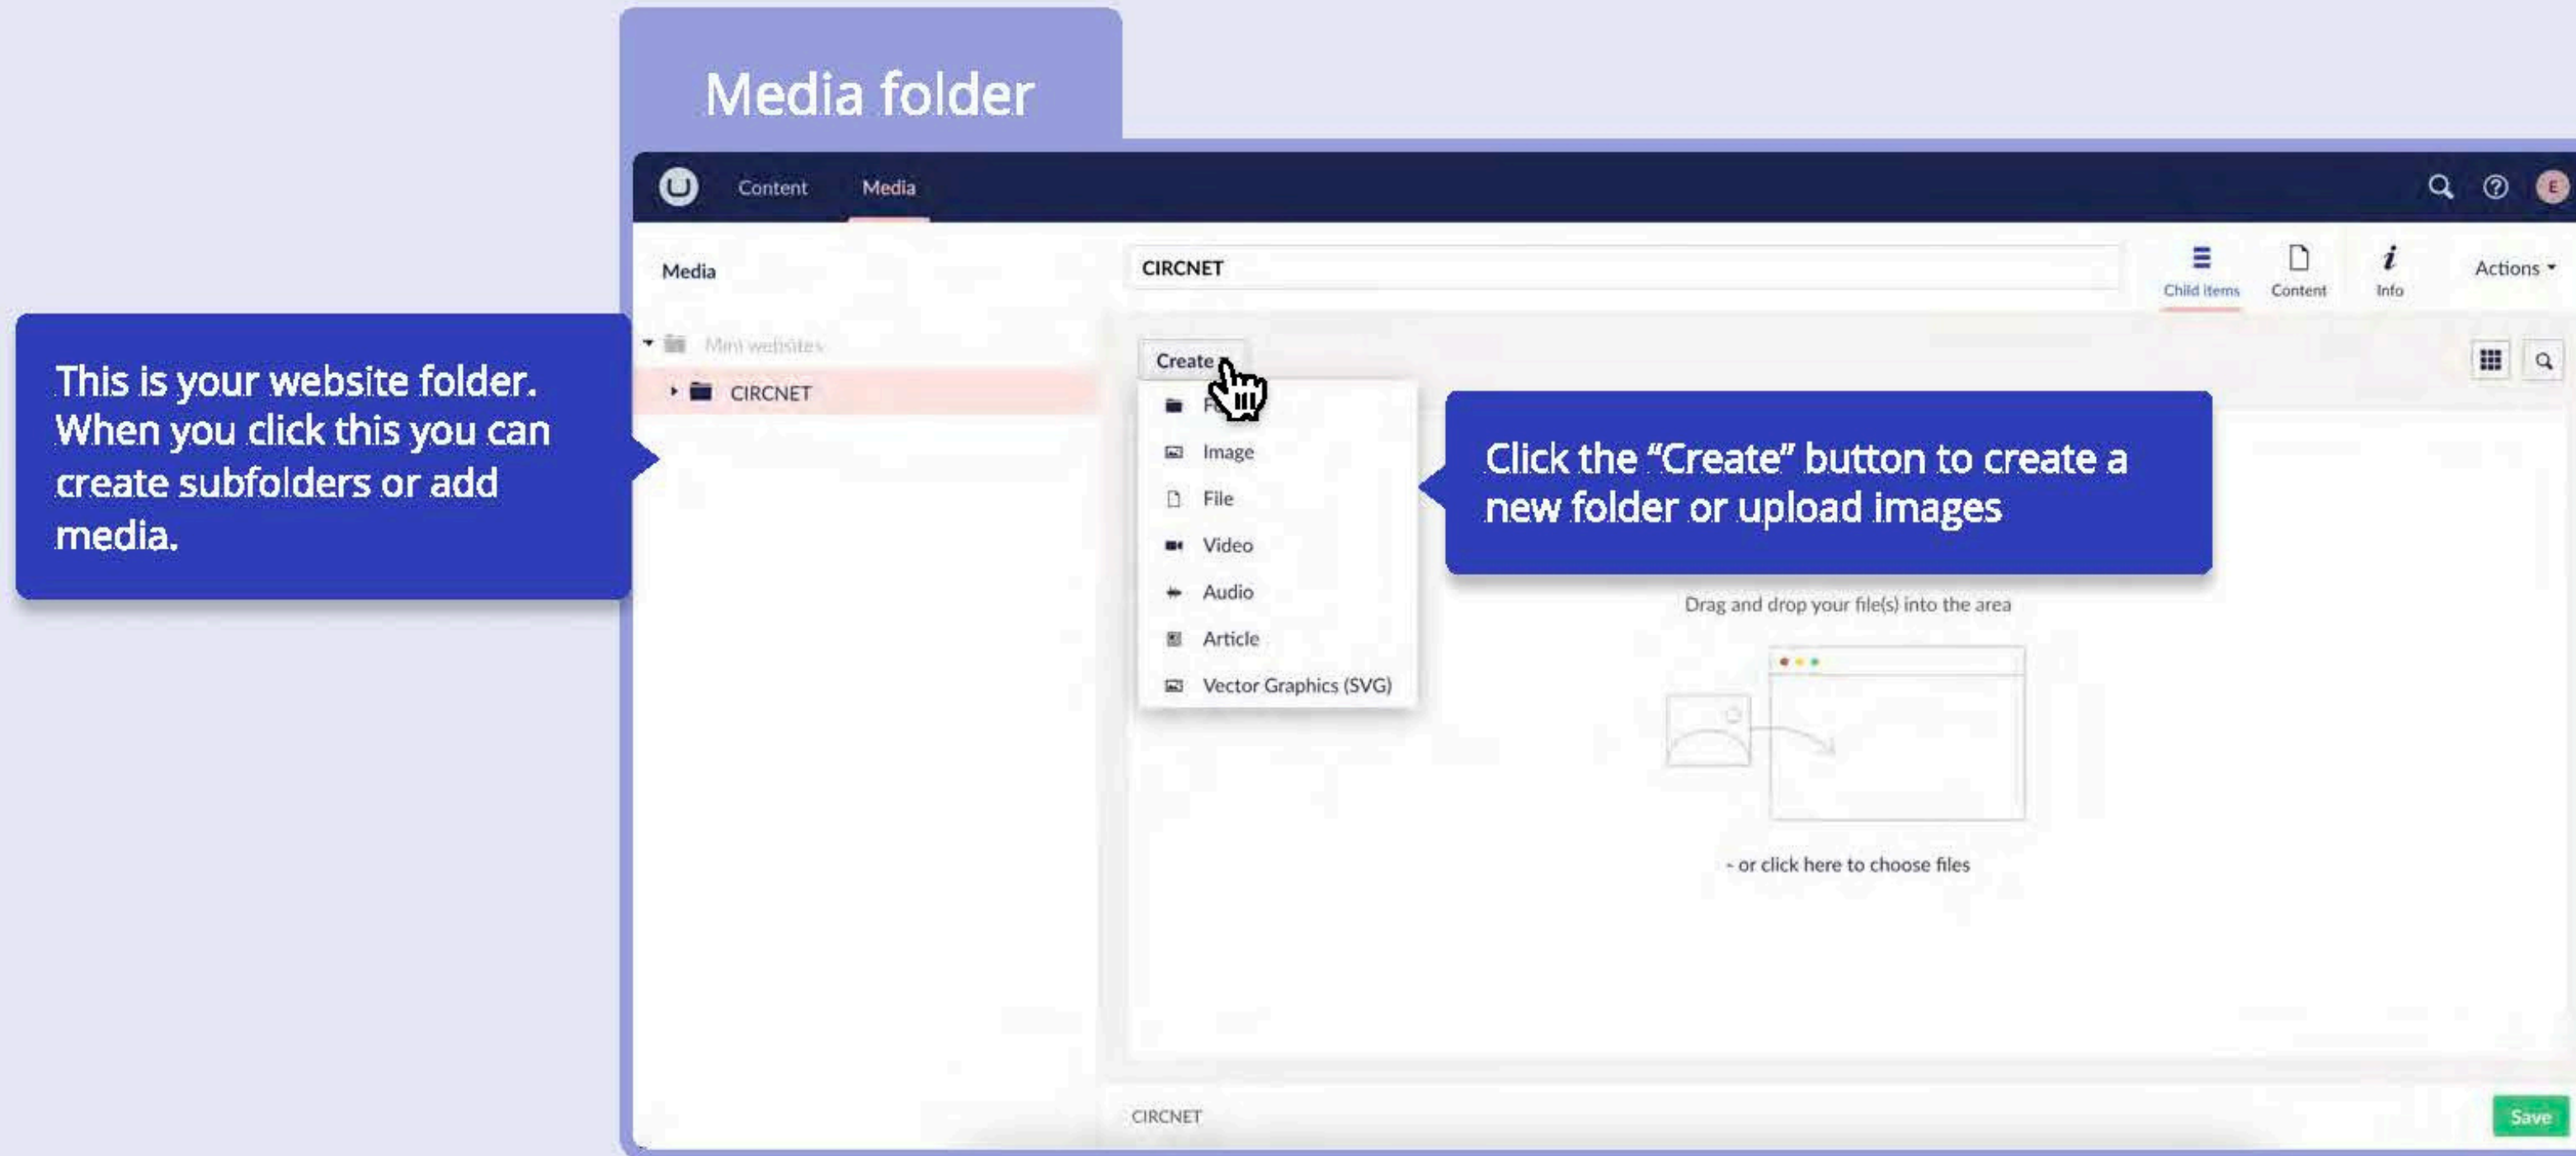 Media folder
Content Media
E
Media
CIRCNET
Child items
Content
Info
Actions
Mini websites
CIRCNET
This is your website folder.
When you click this you can
create subfolders or add
media.
Create
Image
File
Video
Audio
Article
Vector Graphics (SVG)
Click the “Create” button to create a
new folder or upload images
Drag and drop your file(s) into the area
- or click here to choose files
CIRCNET
Save